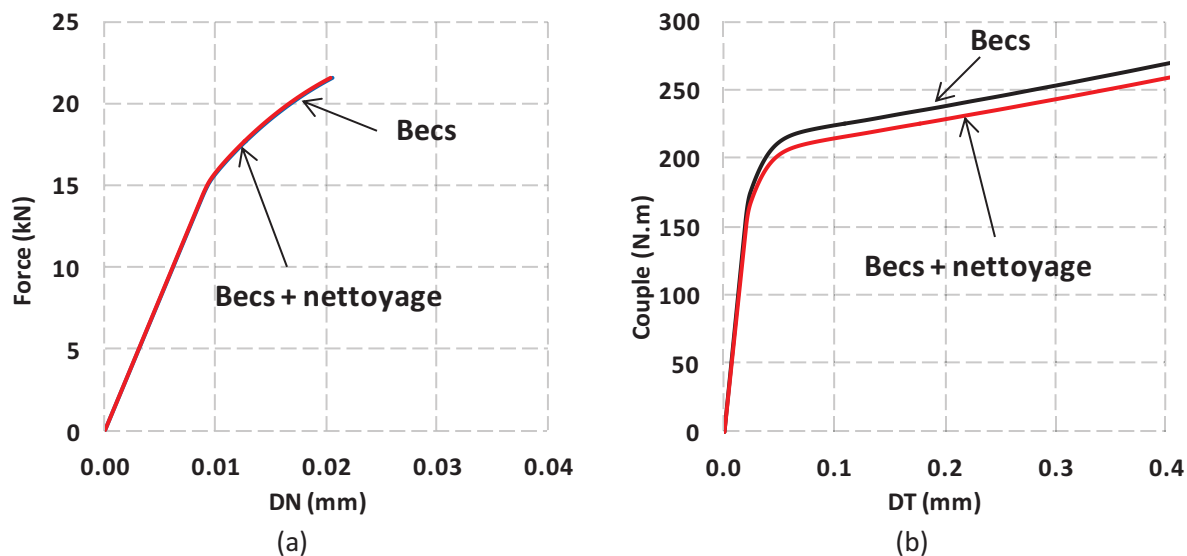 25
20
15
10
5
0
Force (kN)
Becs
Becs + nettoyage
0.00 0.01 0.02 0.03 0.04
DN (mm)
(a)
300
250
200
150
100
50
0
Couple (N.m)
Becs
Becs + nettoyage
0.0 0.1 0.2 0.3 0.4
DT (mm)
(b)